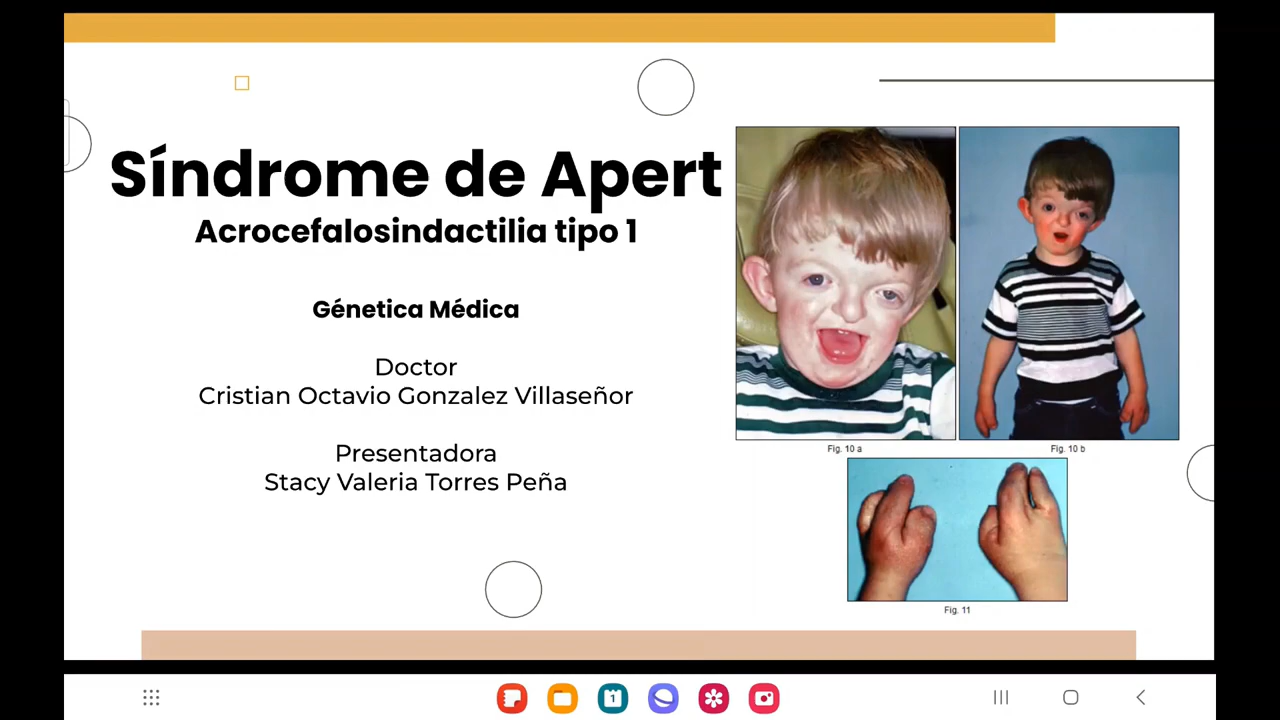 Síndrome de Apert
Acrocefalosindactilia tipo 1
Génetica Médica
Doctor
Cristian Octavio Gonzalez Villaseñor
Presentadora
Stacy Valeria Torres Peña
Fig. 10 a
Fig. 10 b
Fig. 11
1